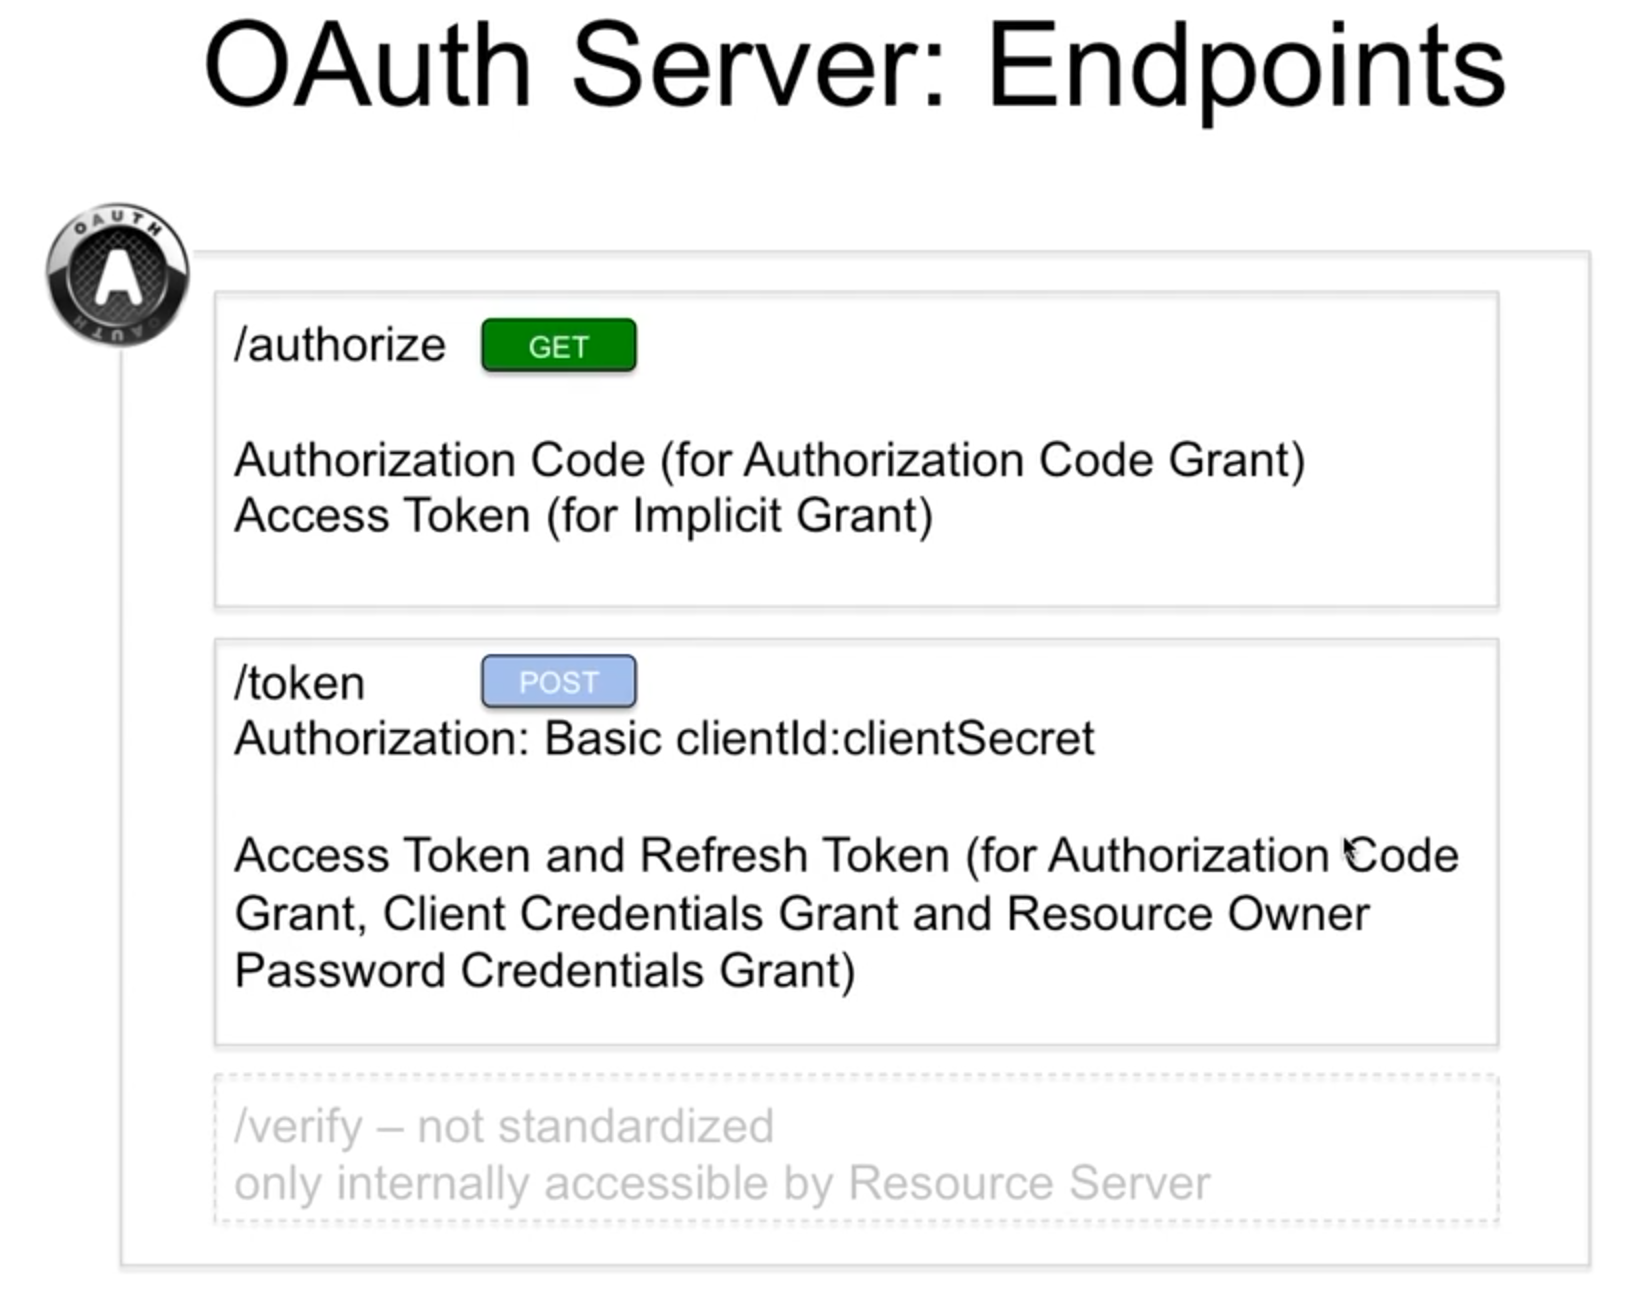 OAuth Server: Endpoints
OAUTH
A
OAUTH
/authorize GET
Authorization Code (for Authorization Code Grant)
Access Token (for Implicit Grant)
/token POST
Authorization: Basic clientId:clientSecret
Access Token and Refresh Token (for Authorization Code
Grant, Client Credentials Grant and Resource Owner
Password Credentials Grant)
/verify – not standardized
only internally accessible by Resource Server